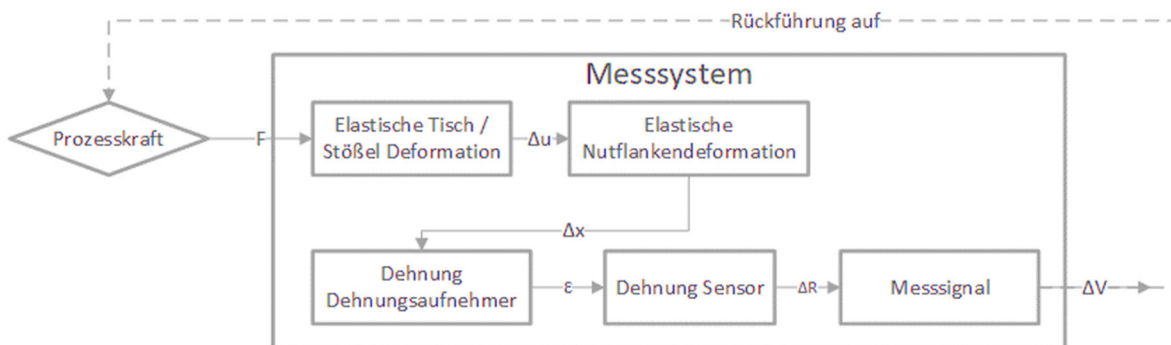 Rückführung auf
Messsystem
Prozesskraft
F
Elastische Tisch /
Stößel Deformation
Δu
Elastische
Nutflankendeformation
Δx
Dehnung
Dehnungsaufnehmer
ε
Dehnung Sensor
ΔR
Messsignal
ΔV